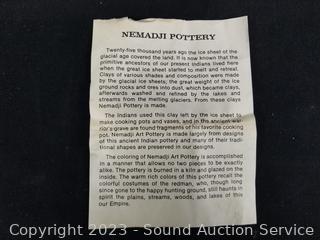 NEMADJI POTTERY
Twenty-five thousand years ago the ice sheet of the
glacial age covered the land. It is now known that the
primitive ancestors of our present Indians lived here
when the great ice sheet started to melt and retreat.
Clays of various shades and composition were made
by the glacial ice sheets; the great weight of the ice
ground rocks and ores into dust, which became clays,
afterwards washed and refined by the lakes and
streams from the melting glaciers. From these clays
Nemadji Pottery is made.
The Indians used this clay left by the ice sheet to
make cooking pots and vases, and in the ancient war-
rior's grave are found fragments of his favorite cooking
pot. Nemadji Art Pottery is made largely from designs
of this ancient Indian pottery and many of their tradi-
tional shapes are preserved in our designs.
The coloring of Nemadji Art Pottery is accomplished
in a manner that allows no two pieces to be exactly
alike. The pottery is burned in a kiln and glazed on the
inside. The warm rich colors of this pottery recall the
colorful costumes of the redman, who, though long
since gone to the happy hunting ground, still haunts in
spirit the plains, streams, woods, and lakes of this
our Empire.
Copyright 2023 - Sound Auction Service